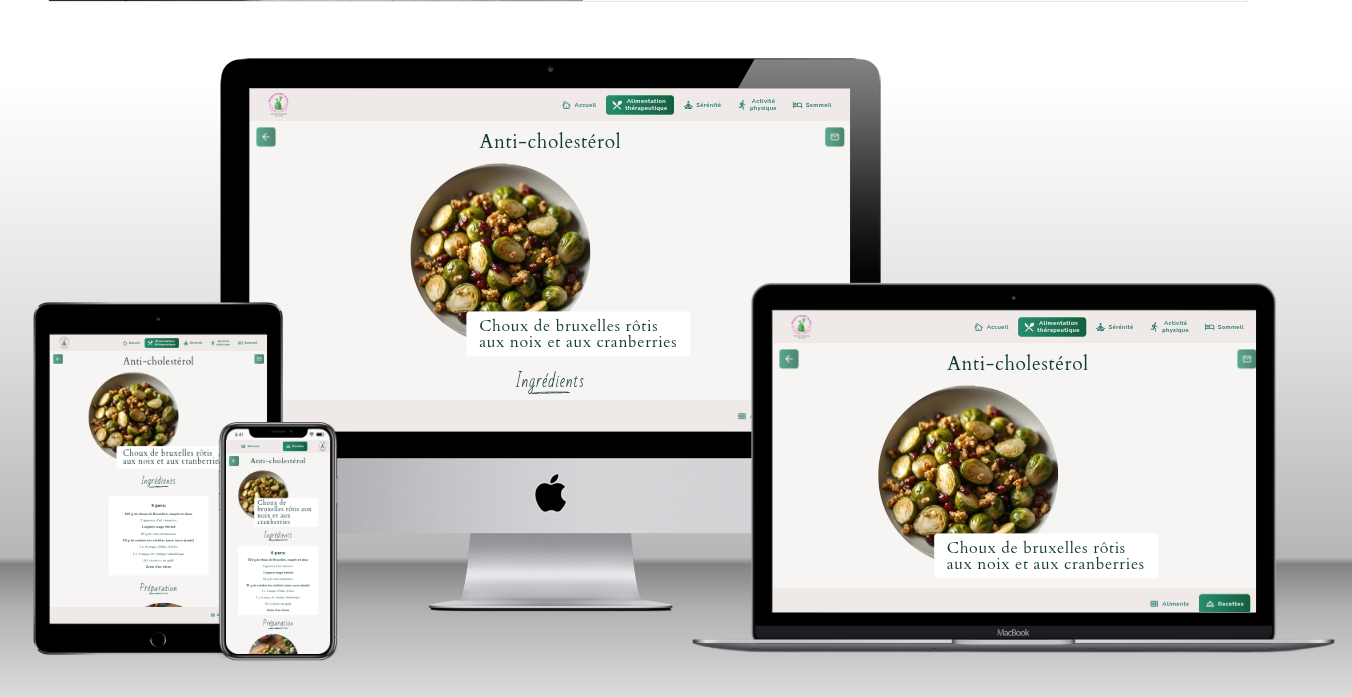 Accueil
Alimentation
thérapeutique
Sérénité
Activité
physique
Sommeil
Anti-cholestérol
Choux de bruxelles rôtis
aux noix et aux cranberries
Ingrédients
Accueil
Alimentation
thérapeutique
Sérénité
Activité
physique
Sommeil
Anti-cholestérol
Choux de bruxelles rôtis
aux noix et aux cranberries
Aliments
Recettes
MacBook
Accueil
Alimentation
thérapeutique
Sérénité
Activité
physique
Sommeil
Anti-cholestérol
Choux de bruxelles rôtis
aux noix et aux cranberries
Ingrédients
4 pers:
Préparation
9:41
Aliments
Recettes
Anti-cholestérol
Choux de
bruxelles rôtis aux
noix et aux
cranberries
Ingrédients
4 pers:
Préparation